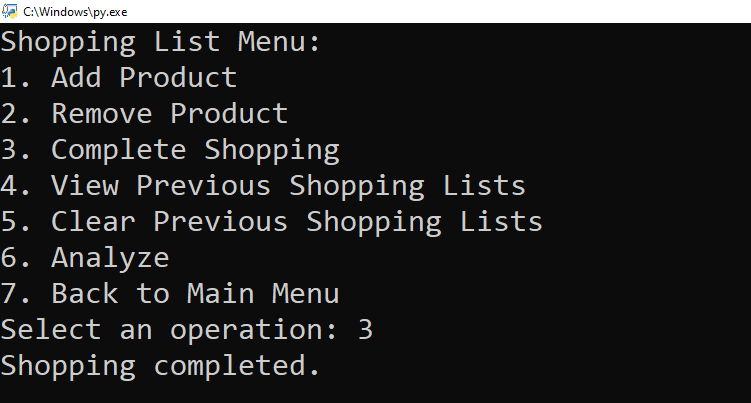 C:\Windows\py.exe
Shopping List Menu:
1. Add Product
2. Remove Product
3. Complete Shopping
4. View Previous Shopping Lists
5. Clear Previous Shopping Lists
6. Analyze
7. Back to Main Menu
Select an operation: 3
Shopping completed.